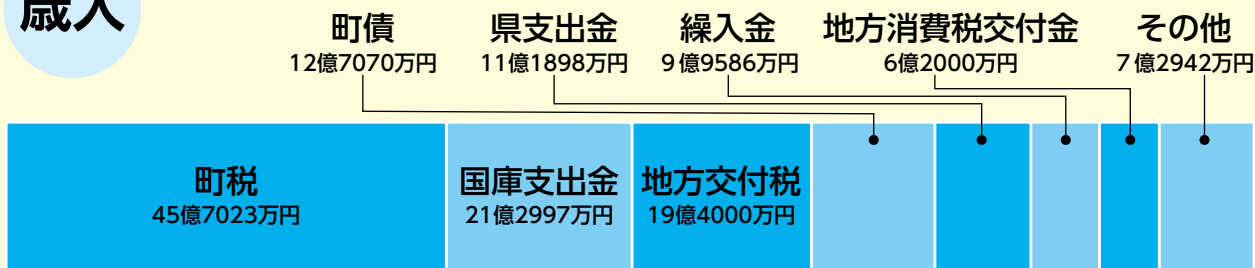 歳入
町債
12億7070万円
県支出金
11億1898万円
繰入金
9億9586万円
地方消費税交付金
6億2000万円
その他
7億2942万円
町税
45億7023万円
国庫支出金
21億2997万円
地方交付税
19億4000万円